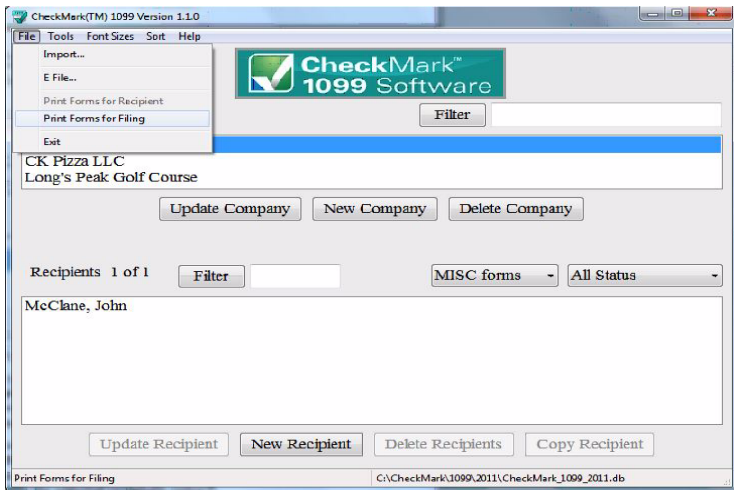 CheckMark(TM) 1099 Version 1.1.0
File Tools Font Sizes Sort Help
Import...
E File...
Print Forms for Recipient
Print Forms for Filing
Exit
CheckMark™
1099 Software
Filter
CK Pizza LLC
Long's Peak Golf Course
Update Company New Company Delete Company
Recipients 1 of 1 Filter MISC forms All Status
McClane, John
Update Recipient New Recipient Delete Recipients Copy Recipient
Print Forms for Filing C:\CheckMark\1099\2011\CheckMark_1099_2011.db